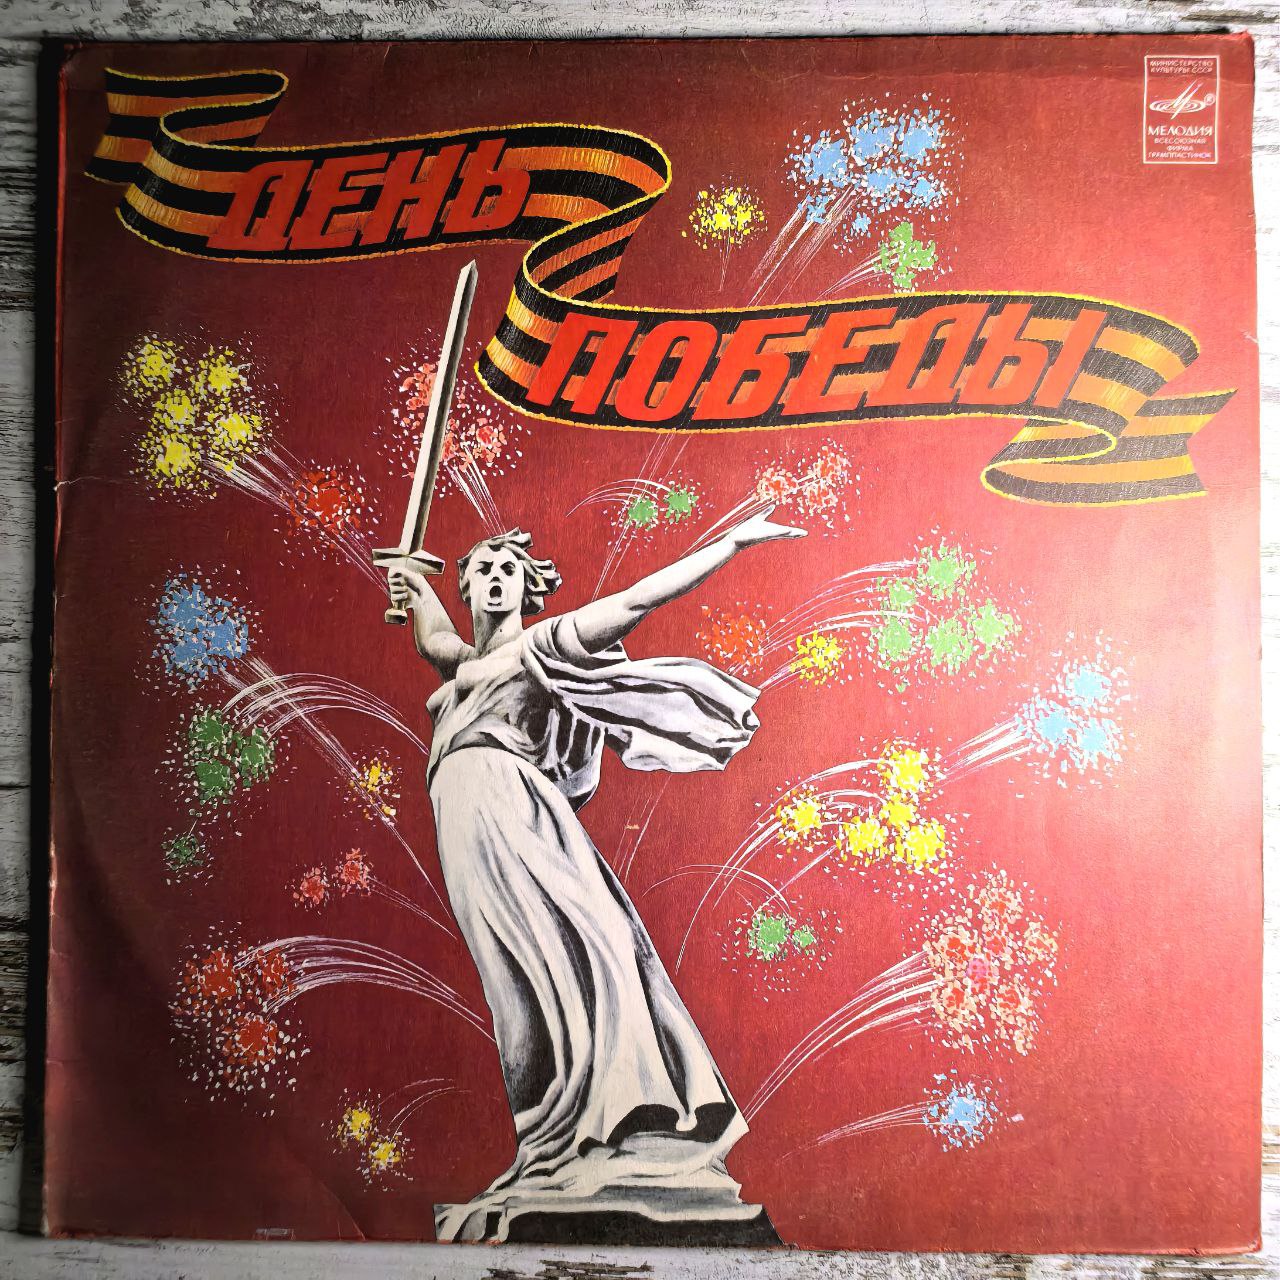 ДЕНЬ
ПОБЕДЫ
МИНИСТЕРСТВО
КУЛЬТУРЫ СССР
МЕЛОДИЯ
ВСЕСОЮЗНАЯ
ФИРМА
ГРАМПЛАСТИНОК